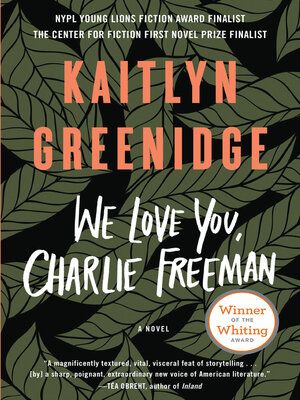 NYPL YOUNG LIONS FICTION AWARD FINALIST
THE CENTER FOR FICTION FIRST NOVEL PRIZE FINALIST
KAITLYN
GREENIDGE
WE LOVE YOU,
CHARLIE FREEMAN
A NOVEL
Winner
OF THE
Whiting
AWARD
"A magnificently textured, vital, visceral feat of storytelling . . .
[by] a sharp, poignant, extraordinary new voice of American literature."
—TÉA OBREHT, author of Inland